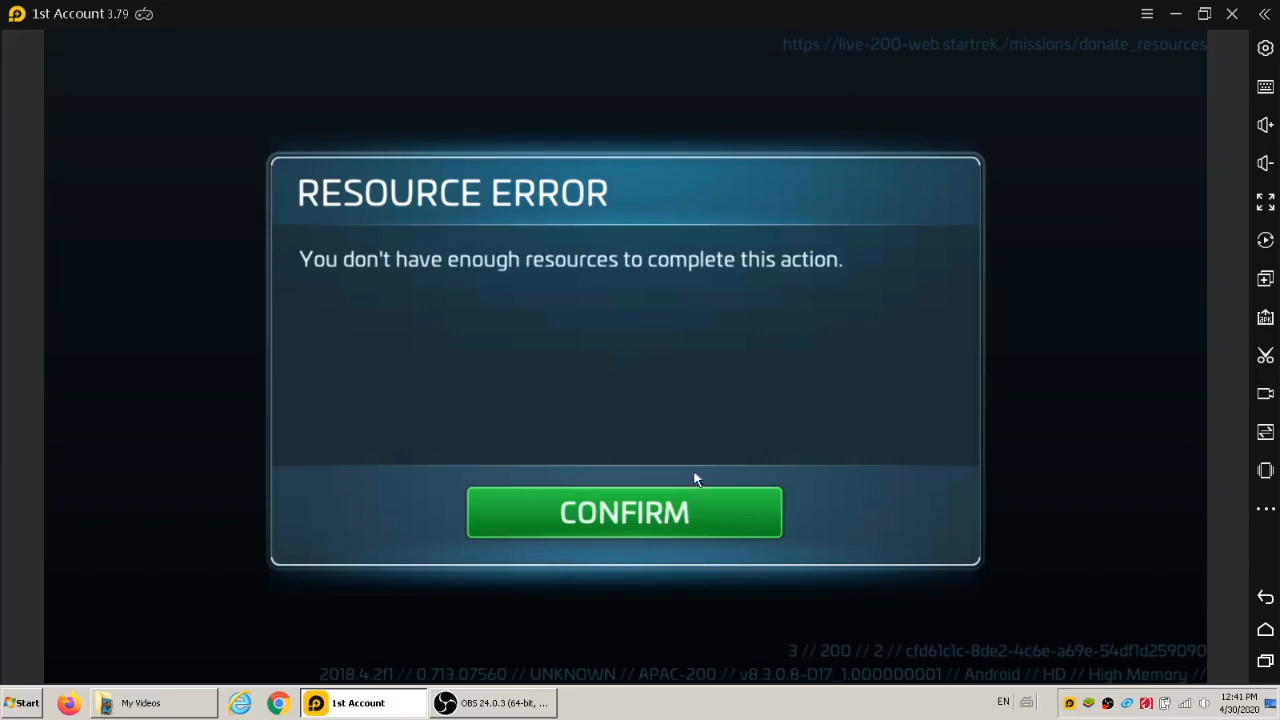 1st Account 3.79
https://live-200-web.startrek./missions/donate_resources
RESOURCE ERROR
You don't have enough resources to complete this action.
CONFIRM
3 // 200 // 2 // cfd61c1c-8de2-4c6e-a69e-54df1d259090
2018.4.2f1 // 0.713.07560 // UNKNOWN // APAC-200 // v8.3.0.8-D17_1.000000001 // Android // HD // High Memory //
Start
My Videos
1st Account
OBS 24.0.3 (64-bit, ...
EN
12:41 PM
4/30/2020